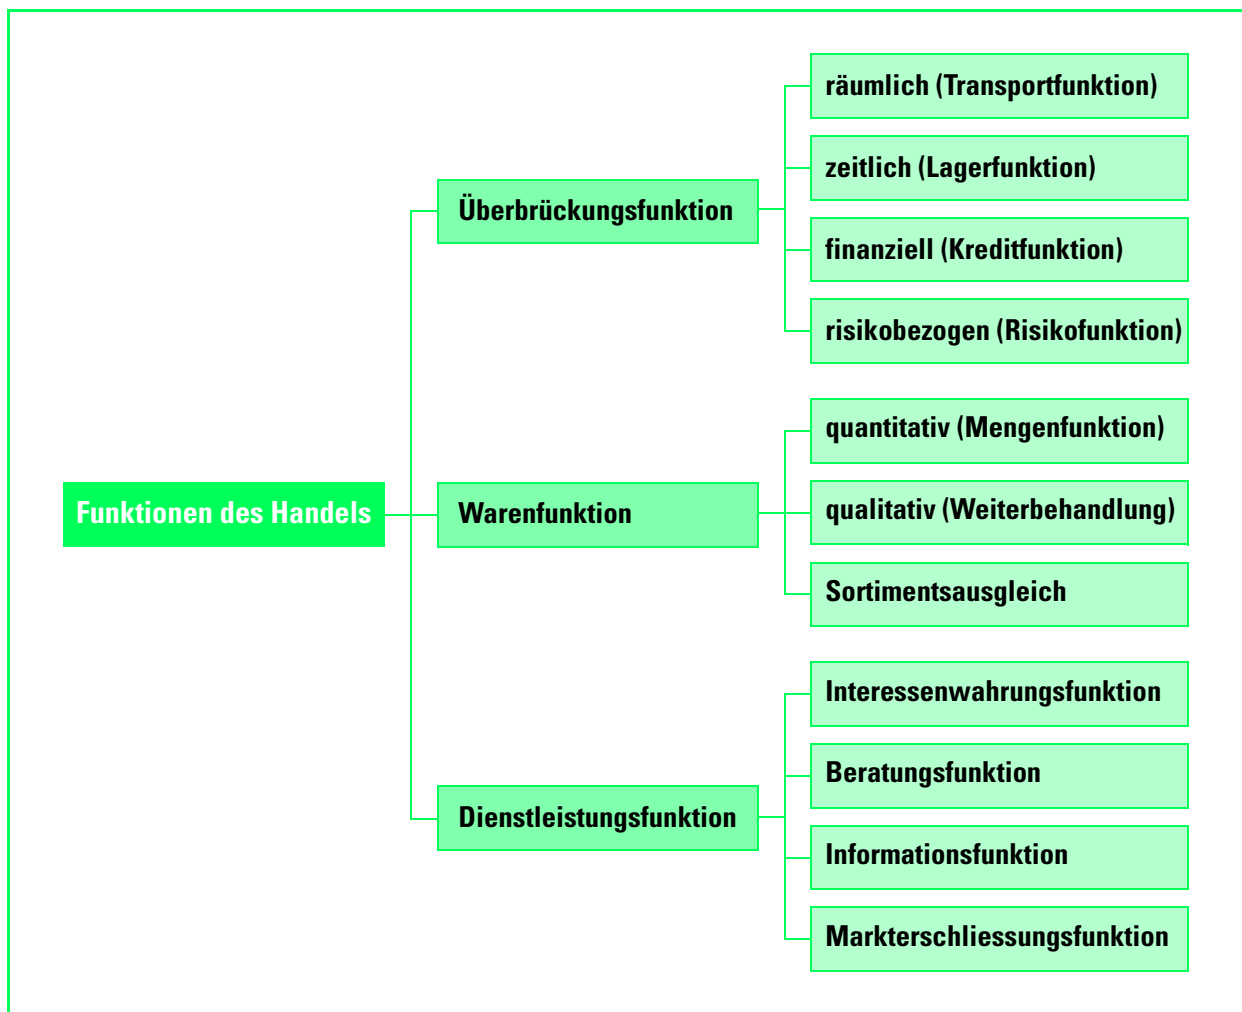 Funktionen des Handels
Überbrückungsfunktion
räumlich (Transportfunktion)
zeitlich (Lagerfunktion)
finanziell (Kreditfunktion)
risikobezogen (Risikofunktion)
Warenfunktion
quantitativ (Mengenfunktion)
qualitativ (Weiterbehandlung)
Sortimentsausgleich
Dienstleistungsfunktion
Interessenwahrungsfunktion
Beratungsfunktion
Informationsfunktion
Markterschliessungsfunktion